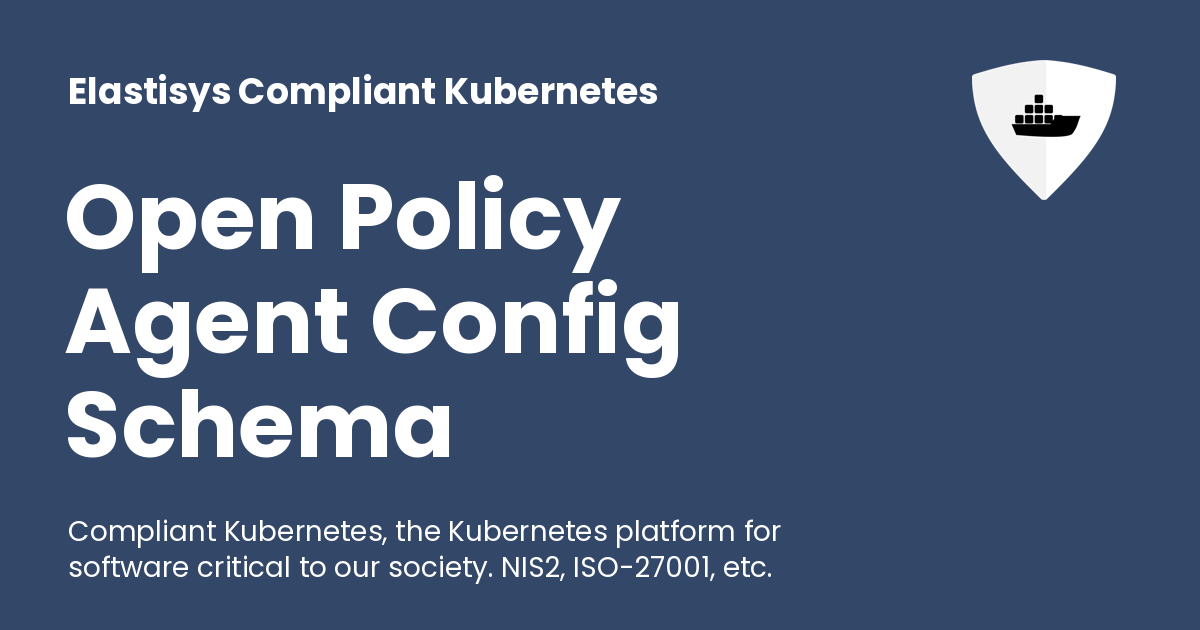 Elastisys Compliant Kubernetes
Open Policy
Agent Config
Schema
Compliant Kubernetes, the Kubernetes platform for
software critical to our society. NIS2, ISO-27001, etc.